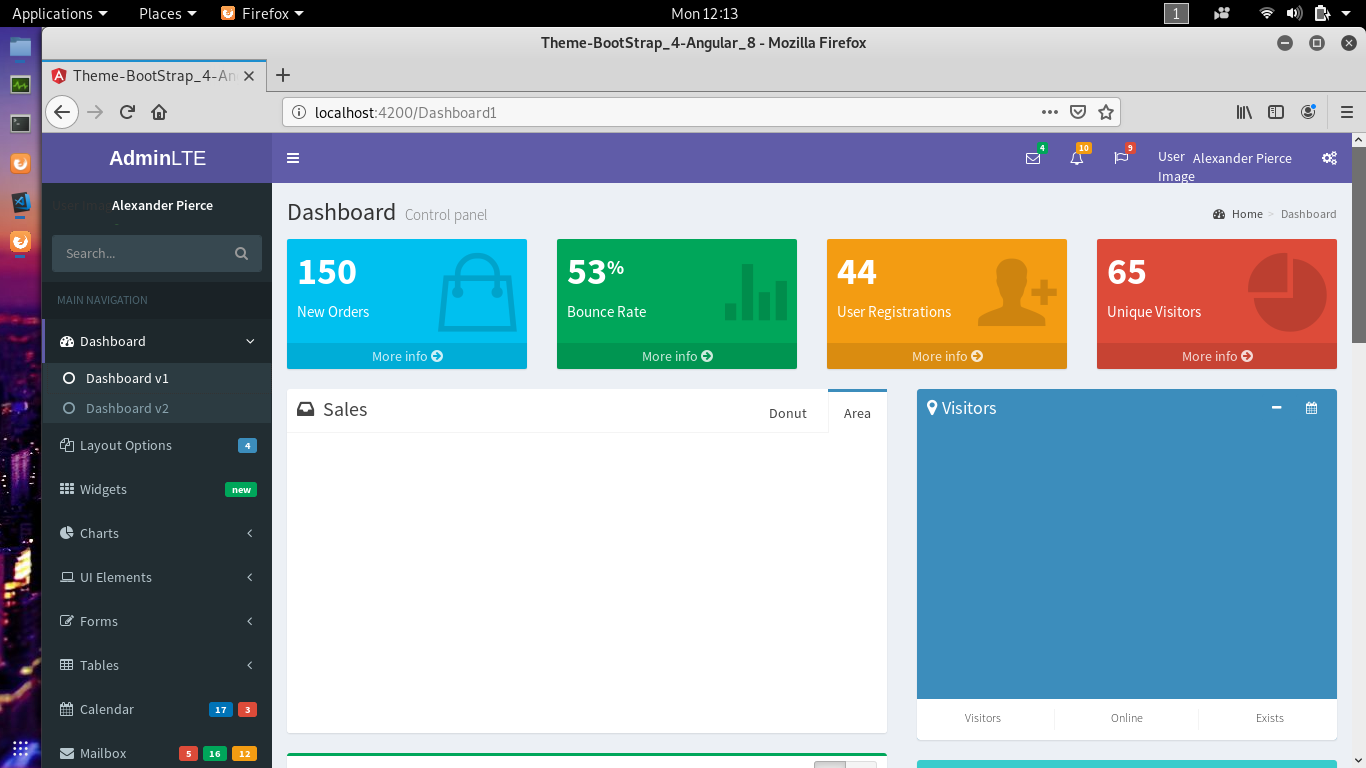 Applications Places Firefox Mon 12:13 1
Theme-BootStrap_4-Angular_8 - Mozilla Firefox
Theme-BootStrap_4-An
localhost:4200/Dashboard1
AdminLTE 4 10 9 User Image Alexander Pierce
Alexander Pierce
Dashboard Control panel Home > Dashboard
Search...
MAIN NAVIGATION
Dashboard
Dashboard v1
Dashboard v2
Layout Options 4
Widgets new
Charts
UI Elements
Forms
Tables
Calendar 17 3
Mailbox 5 16 12
150
New Orders
More info
53%
Bounce Rate
More info
44
User Registrations
More info
65
Unique Visitors
More info
Sales Donut Area
Visitors
Visitors Online Exists